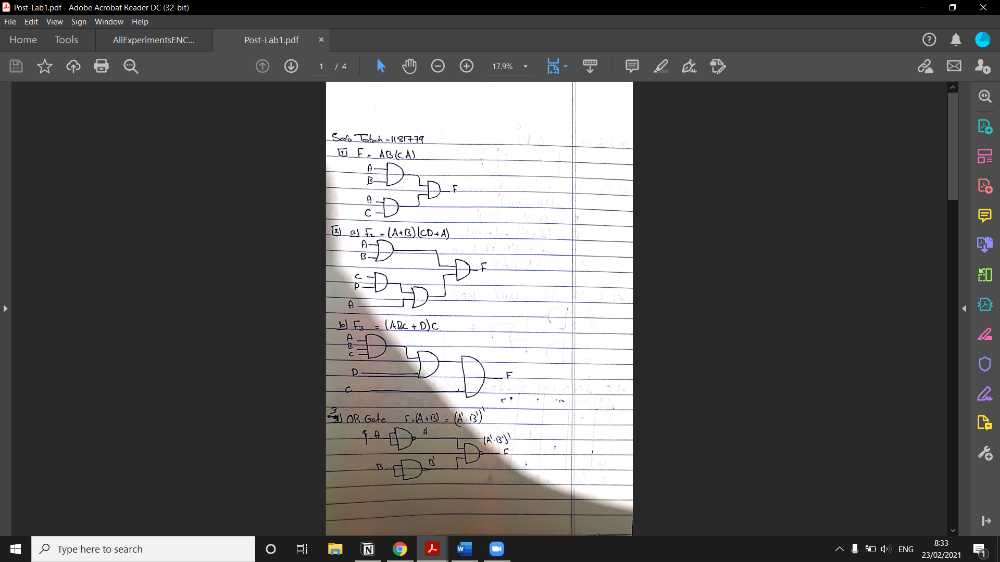 Post-Lab1.pdf - Adobe Acrobat Reader DC (32-bit)
File Edit View Sign Window Help
Home Tools AllExperimentsENC... Post-Lab1.pdf
1 / 4 17.9%
Sara Totah - 1181779
1 F = AB(CA)
A
B
F
A
C
2 a) F2 = (A+B)(CD+A)
A
B
F
C
D
A
b) F3 = (ABC + D)C
A
B
C
D
F
C
3) OR Gate F = (A+B) = (A'.B')'
A A' (A'.B')'
F
B B'
Type here to search
ENG
8:33
23/02/2021
1